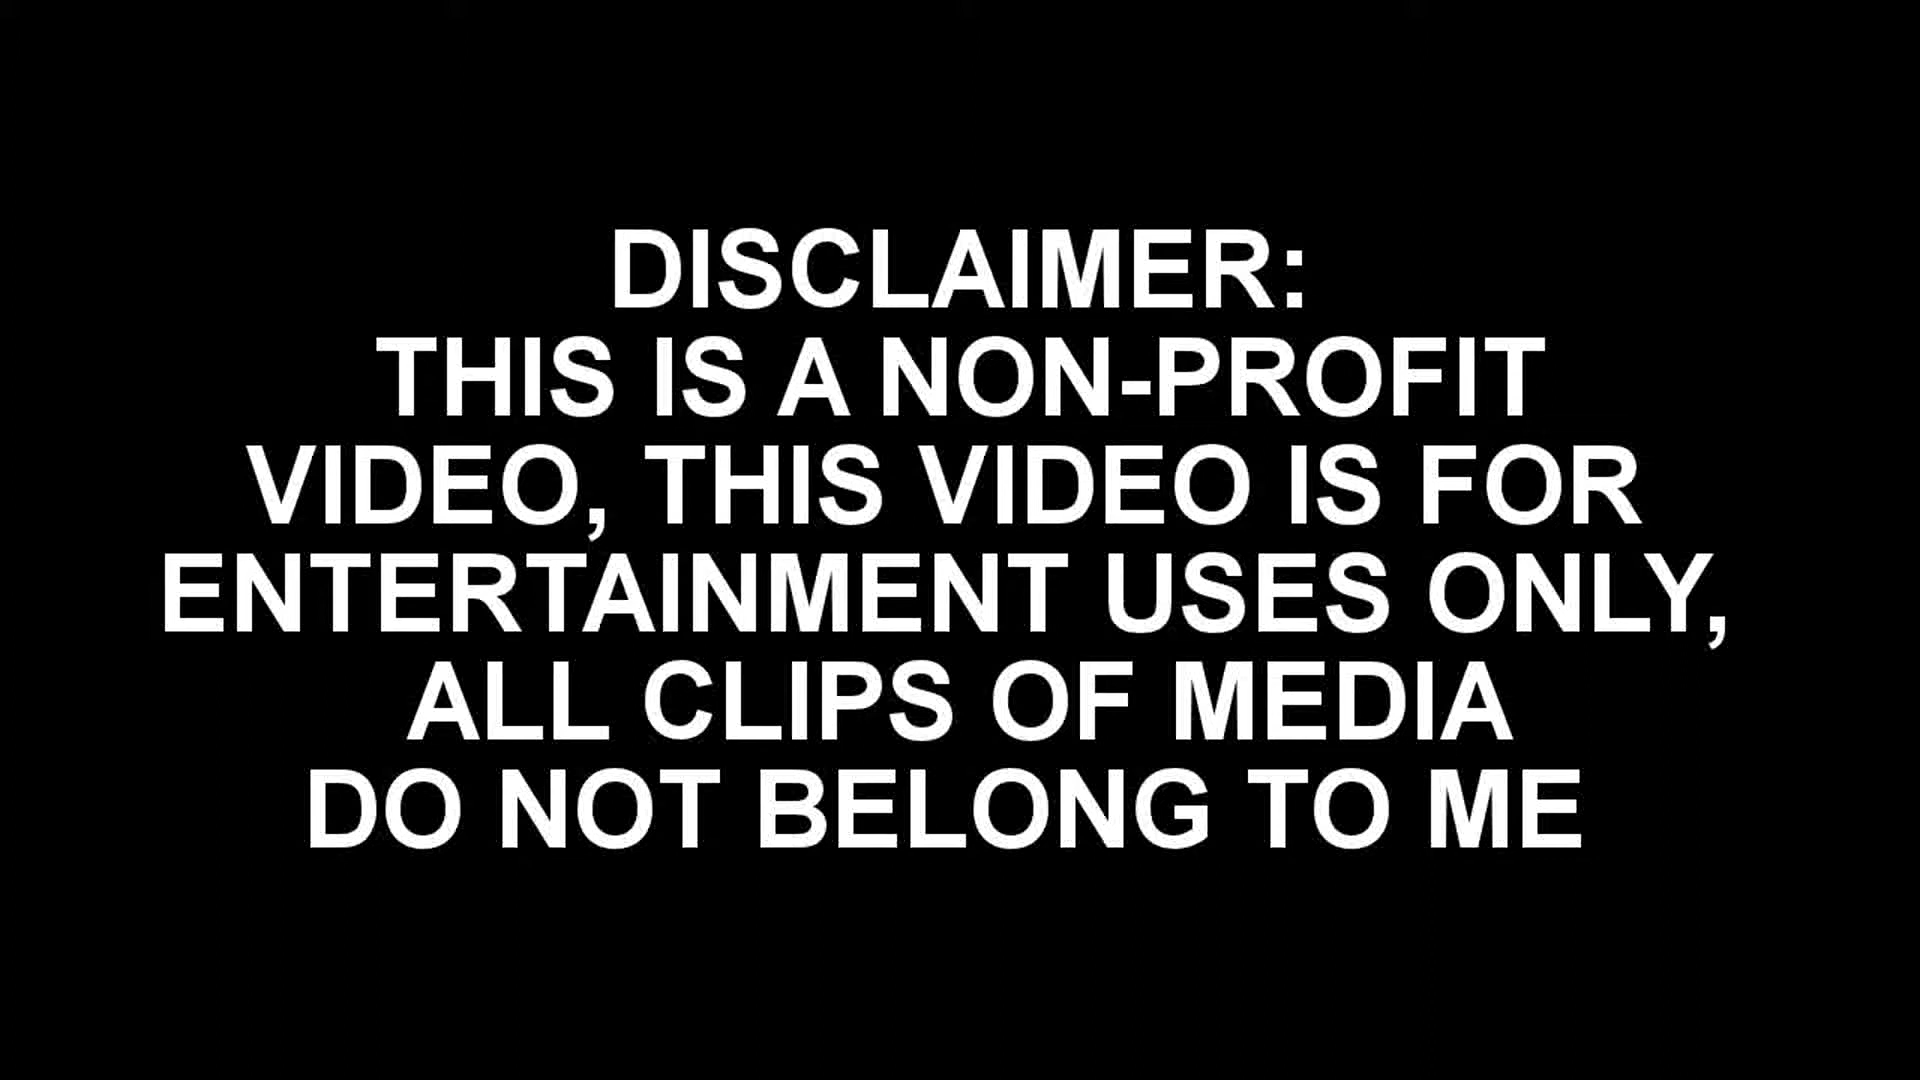 DISCLAIMER:
THIS IS A NON-PROFIT
VIDEO, THIS VIDEO IS FOR
ENTERTAINMENT USES ONLY,
ALL CLIPS OF MEDIA
DO NOT BELONG TO ME